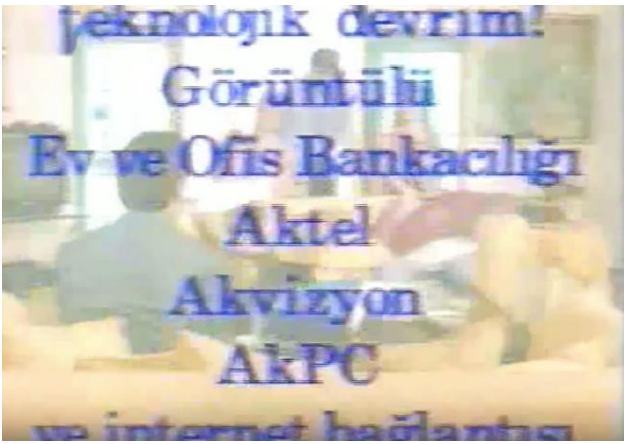 teknolojik devrim!
Görüntülü
Ev ve Ofis Bankacılığı
Aktel
Akvizyon
AkPC
ve internet bağlantısı